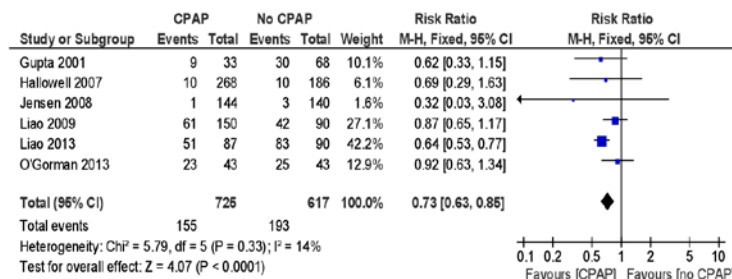 CPAP No CPAP Risk Ratio Risk Ratio
Study or Subgroup Events Total Events Total Weight M-H, Fixed, 95% CI M-H, Fixed, 95% CI
Gupta 2001 9 33 30 68 10.1% 0.62 [0.33, 1.15]
Hallowell 2007 10 268 10 186 6.1% 0.69 [0.29, 1.63]
Jensen 2008 1 144 3 140 1.6% 0.32 [0.03, 3.08]
Liao 2009 61 150 42 90 27.1% 0.87 [0.65, 1.17]
Liao 2013 51 87 83 90 42.2% 0.64 [0.53, 0.77]
O'Gorman 2013 23 43 25 43 12.9% 0.92 [0.63, 1.34]
Total (95% CI) 725 617 100.0% 0.73 [0.63, 0.85]
Total events 155 193
Heterogeneity: Chi² = 5.79, df = 5 (P = 0.33); I² = 14%
Test for overall effect: Z = 4.07 (P < 0.0001)
0.1 0.2 0.5 1 2 5 10
Favours [CPAP] Favours [no CPAP]